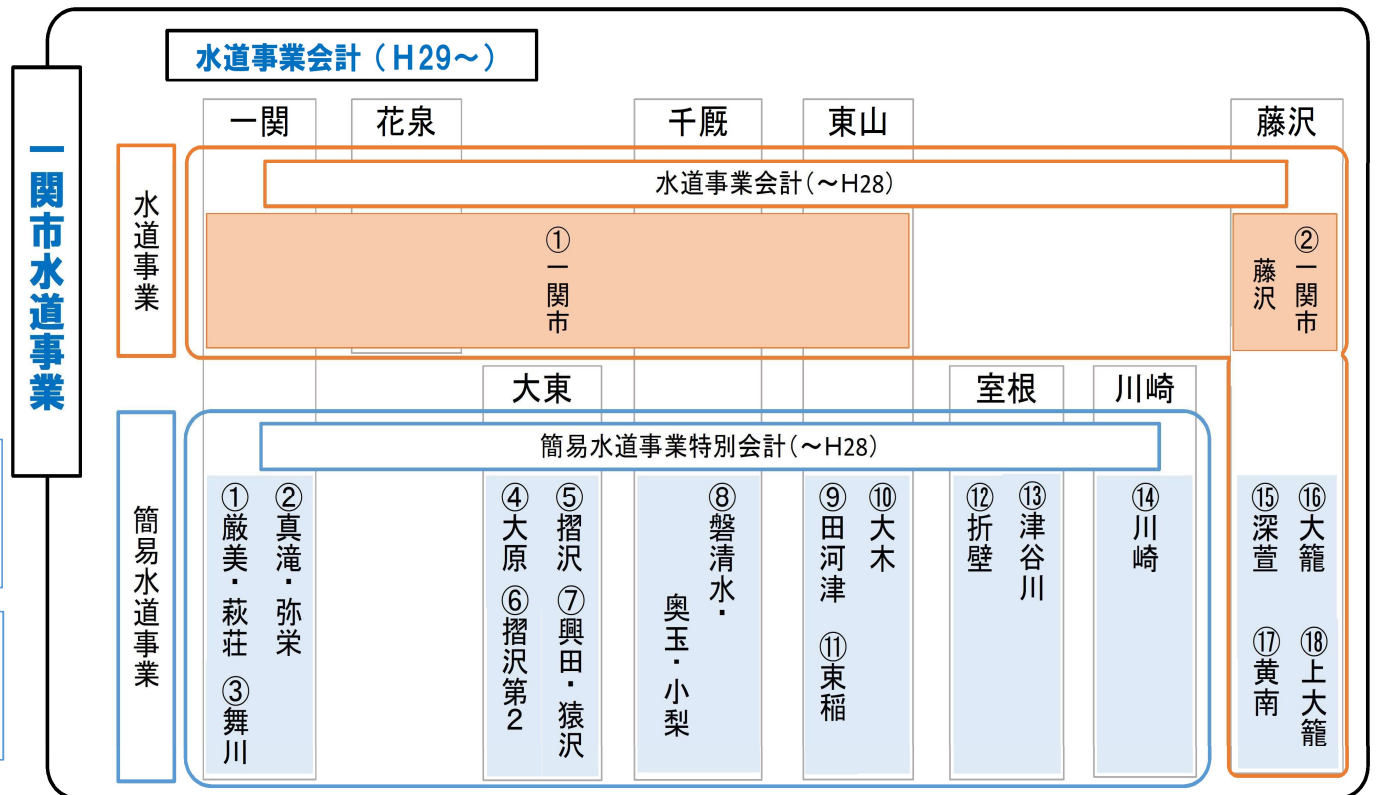 水道事業会計（H29～）
一関市水道事業
一関
花泉
千厩
東山
藤沢
水道事業
水道事業会計(～H28)
①一関市
②一関市
藤沢
大東
室根
川崎
簡易水道事業
簡易水道事業特別会計(～H28)
①厳美・萩荘
②真滝・弥栄
③舞川
④大原
⑤摺沢
⑥摺沢第2
⑦興田・猿沢
⑧磐清水・
奥玉・小梨
⑨田河津
⑩大木
⑪東稲
⑫折壁
⑬津谷川
⑭川崎
⑮深萱
⑯大籠
⑰黄南
⑱上大籠